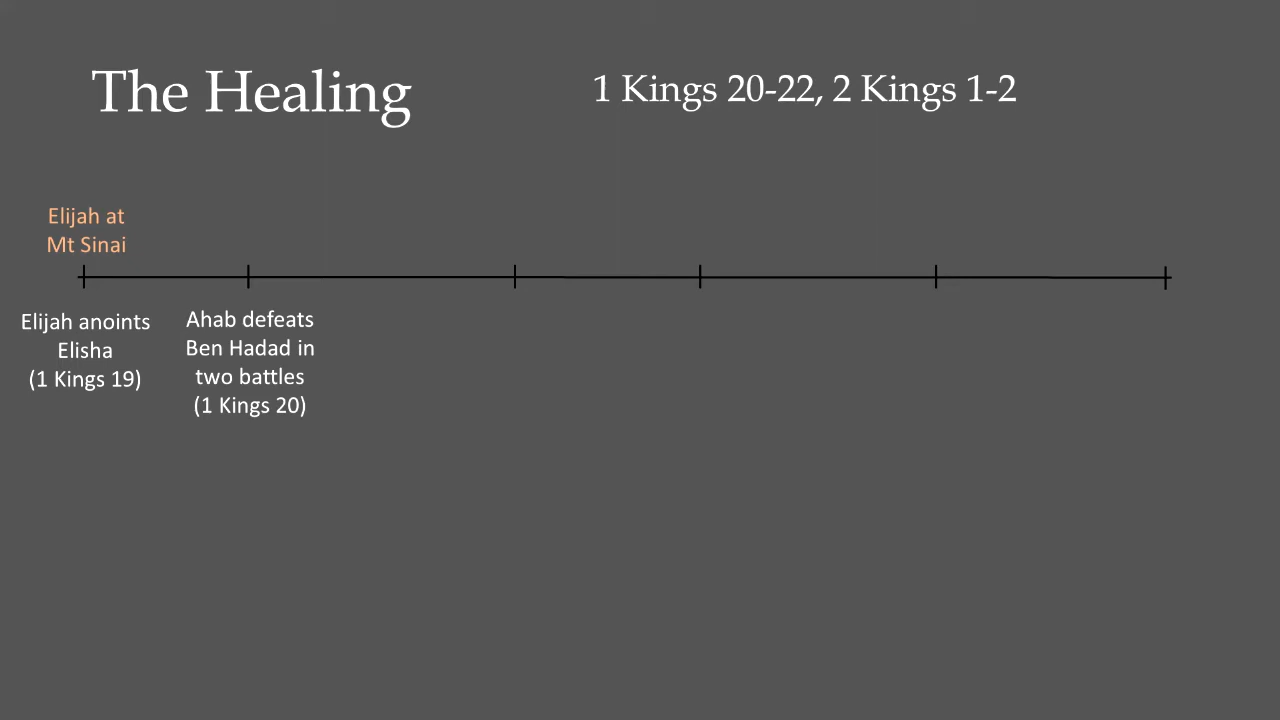 The Healing
1 Kings 20-22, 2 Kings 1-2
Elijah at
Mt Sinai
Elijah anoints
Elisha
(1 Kings 19)
Ahab defeats
Ben Hadad in
two battles
(1 Kings 20)